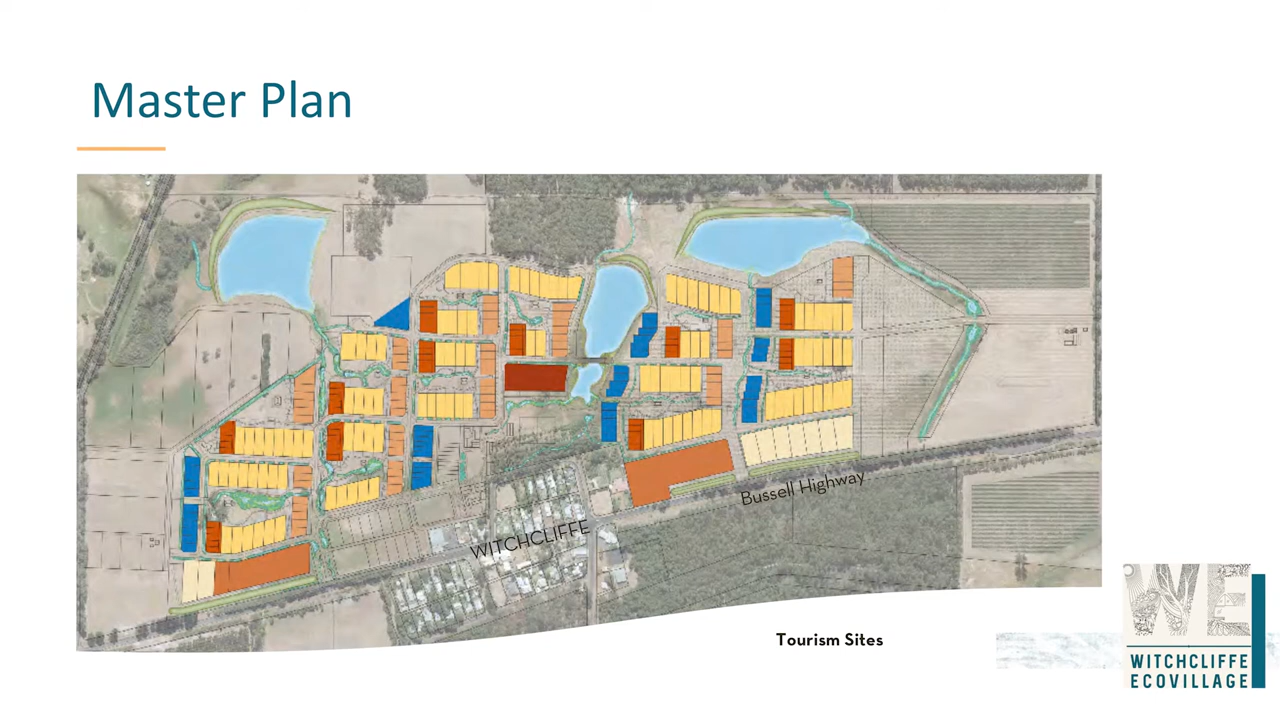 Master Plan
Bussell Highway
WITCHCLIFFE
Tourism Sites
WE
WITCHCLIFFE
ECOVILLAGE